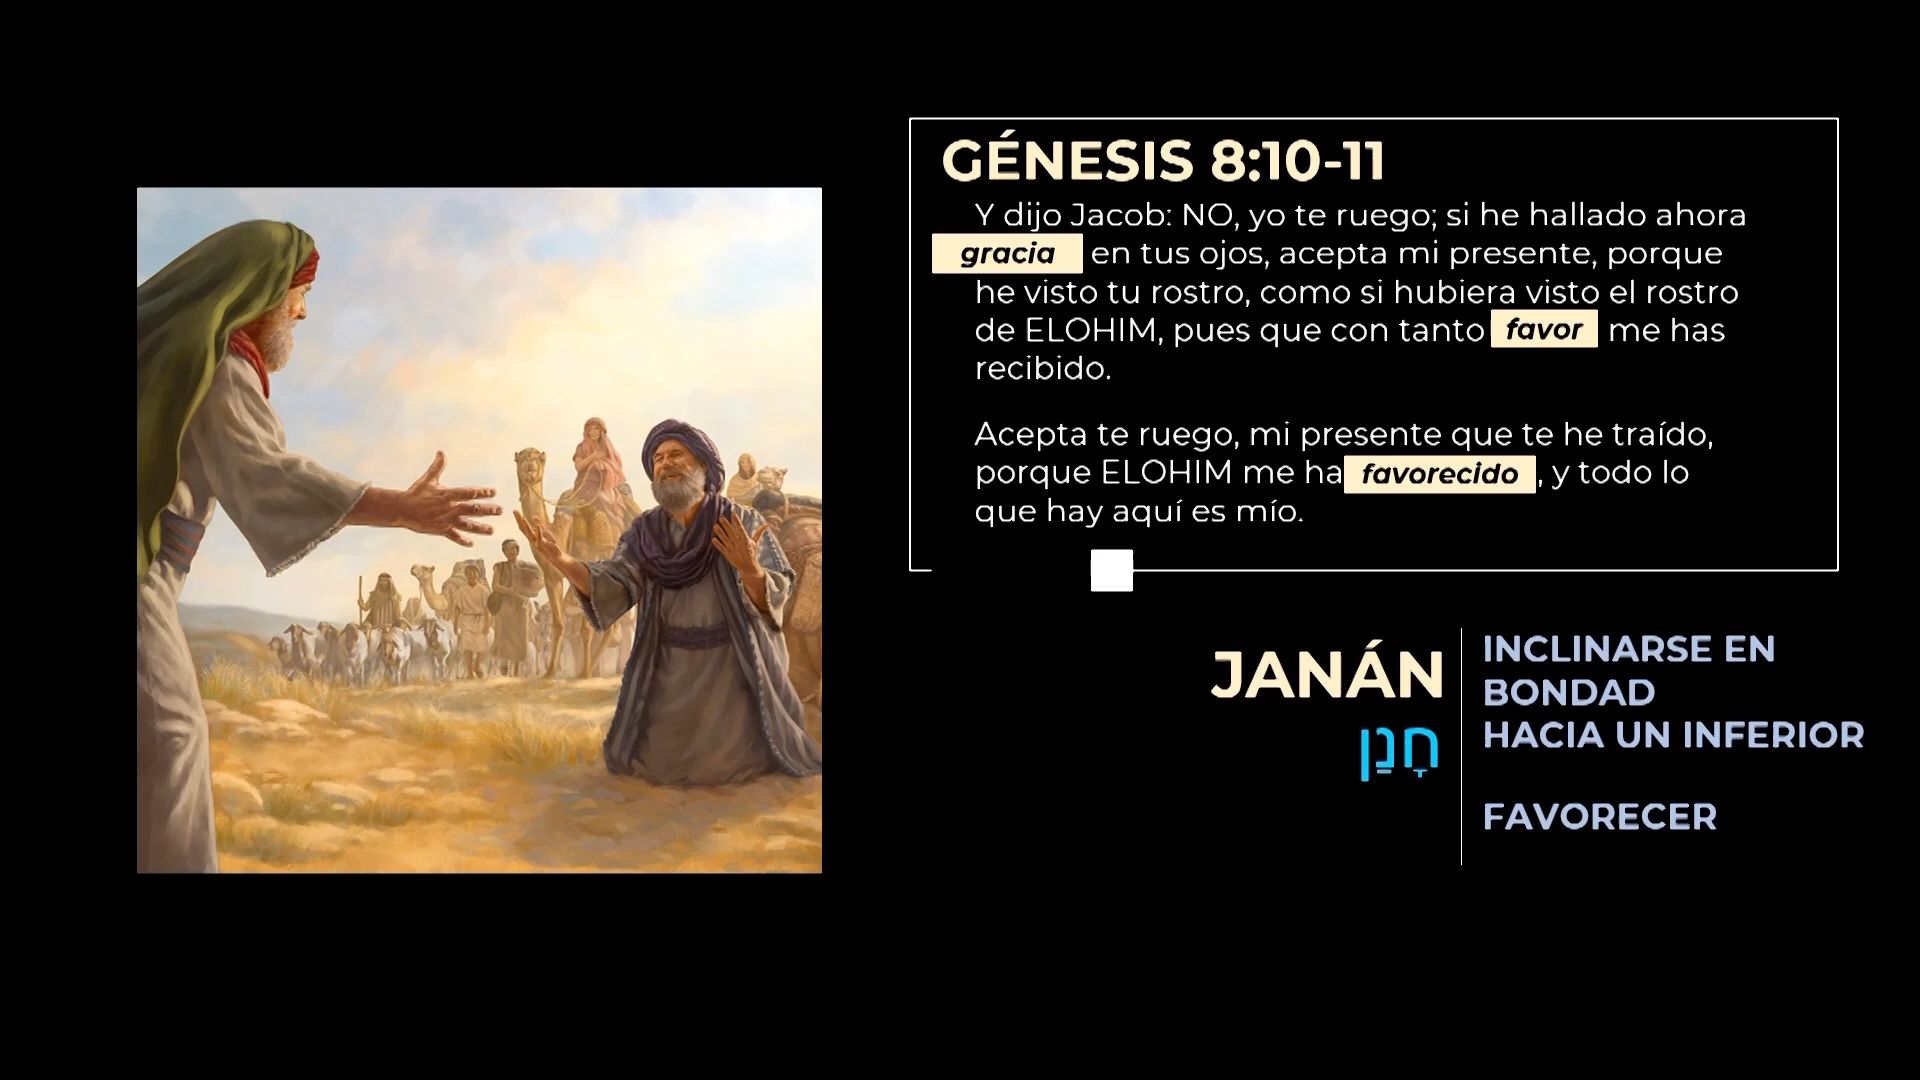 GÉNESIS 8:10-11
Y dijo Jacob: NO, yo te ruego; si he hallado ahora
gracia en tus ojos, acepta mi presente, porque
he visto tu rostro, como si hubiera visto el rostro
de ELOHIM, pues que con tanto favor me has
recibido.
Acepta te ruego, mi presente que te he traído,
porque ELOHIM me ha favorecido, y todo lo
que hay aquí es mío.
JANÁN
חָנַן
INCLINARSE EN
BONDAD
HACIA UN INFERIOR
FAVORECER